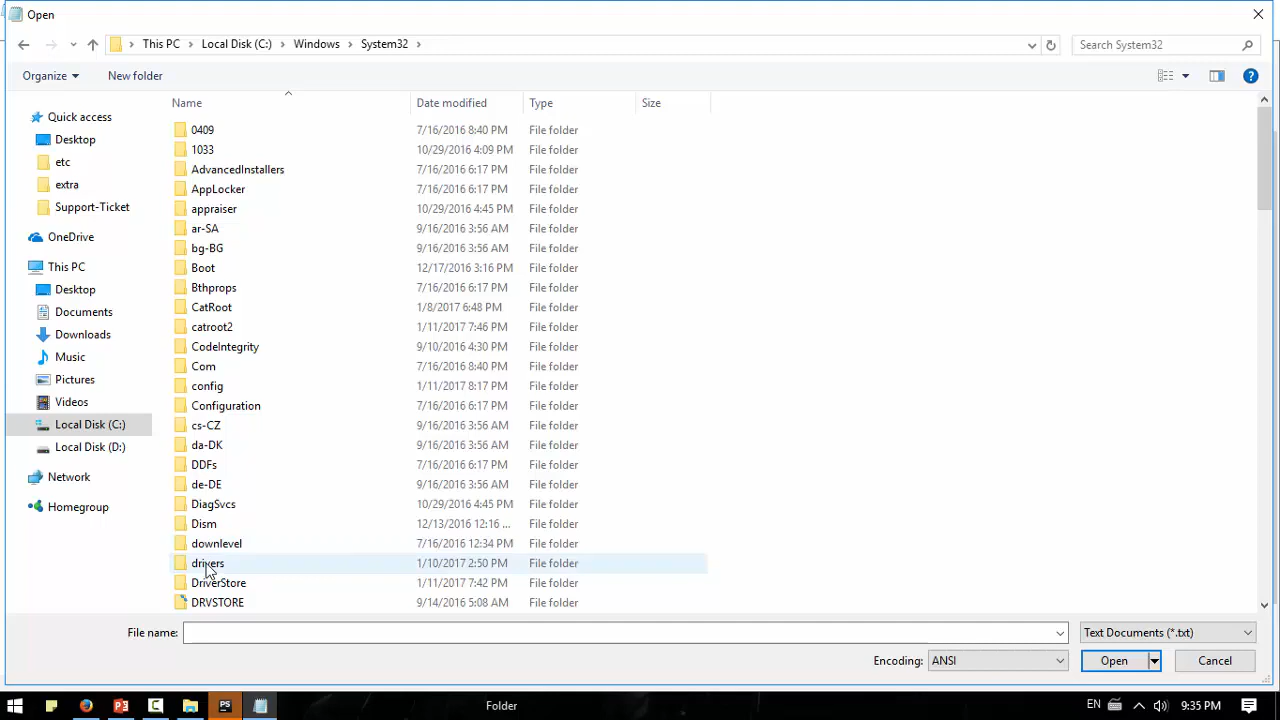 Open
This PC > Local Disk (C:) > Windows > System32 >
Search System32
Organize
New folder
Name Date modified Type Size
Quick access
Desktop
etc
extra
Support-Ticket
OneDrive
This PC
Desktop
Documents
Downloads
Music
Pictures
Videos
Local Disk (C:)
Local Disk (D:)
Network
Homegroup
0409 7/16/2016 8:40 PM File folder
1033 10/29/2016 4:09 PM File folder
AdvancedInstallers 7/16/2016 6:17 PM File folder
AppLocker 7/16/2016 6:17 PM File folder
appraiser 10/29/2016 4:45 PM File folder
ar-SA 9/16/2016 3:56 AM File folder
bg-BG 9/16/2016 3:56 AM File folder
Boot 12/17/2016 3:16 PM File folder
Bthprops 7/16/2016 6:17 PM File folder
CatRoot 1/8/2017 6:48 PM File folder
catroot2 1/11/2017 7:46 PM File folder
CodeIntegrity 9/10/2016 4:30 PM File folder
Com 7/16/2016 8:40 PM File folder
config 1/11/2017 8:17 PM File folder
Configuration 7/16/2016 6:17 PM File folder
cs-CZ 9/16/2016 3:56 AM File folder
da-DK 9/16/2016 3:56 AM File folder
DDFs 7/16/2016 6:17 PM File folder
de-DE 9/16/2016 3:56 AM File folder
DiagSvcs 10/29/2016 4:45 PM File folder
Dism 12/13/2016 12:16 ... File folder
downlevel 7/16/2016 12:34 PM File folder
drivers 1/10/2017 2:50 PM File folder
DriverStore 1/11/2017 7:42 PM File folder
DRVSTORE 9/14/2016 5:08 AM File folder
File name:
Text Documents (*.txt)
Encoding: ANSI
Open
Cancel
PS
Folder
EN
9:35 PM